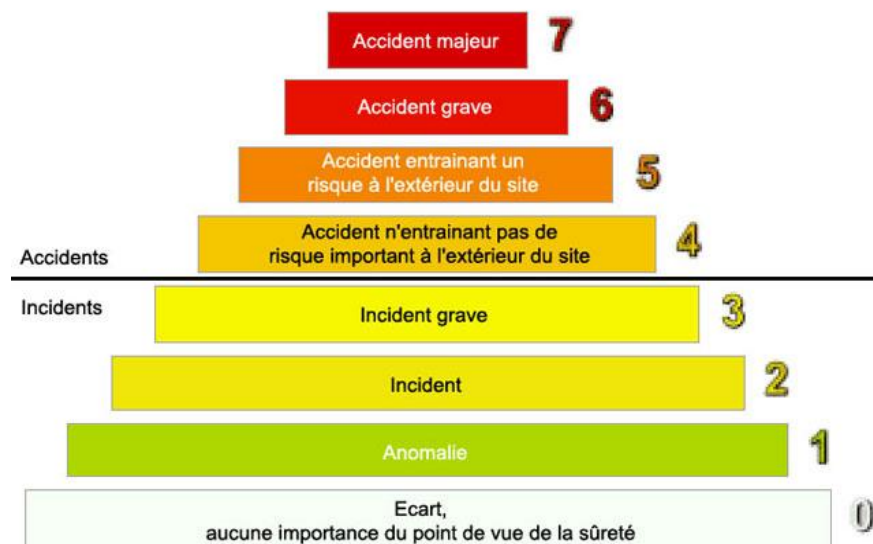 Accident majeur 7
Accident grave 6
Accident entrainant un
risque à l'extérieur du site 5
Accident n'entrainant pas de
risque important à l'extérieur du site 4
Accidents
Incidents
Incident grave 3
Incident 2
Anomalie 1
Ecart,
aucune importance du point de vue de la sûreté 0